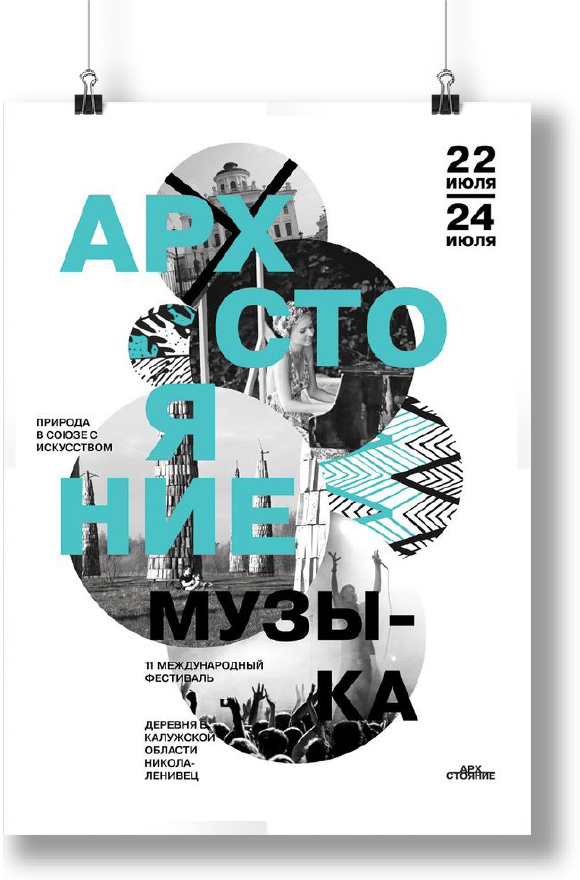 22
ИЮЛЯ
24
ИЮЛЯ
АРХ
СТО
Я
НИЕ
ПРИРОДА
В СОЮЗЕ С
ИСКУССТВОМ
МУЗЫ-
КА
11 МЕЖДУНАРОДНЫЙ
ФЕСТИВАЛЬ
ДЕРЕВНЯ В
КАЛУЖСКОЙ
ОБЛАСТИ
НИКОЛА-
ЛЕНИВЕЦ
АРХ
СТОЯНИЕ